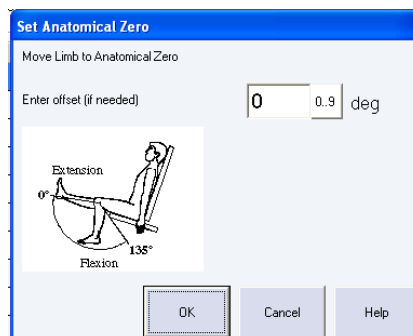 Set Anatomical Zero
Move Limb to Anatomical Zero
Enter offset (if needed)
0
0..9
deg
Extension
0°
135°
Flexion
OK
Cancel
Help